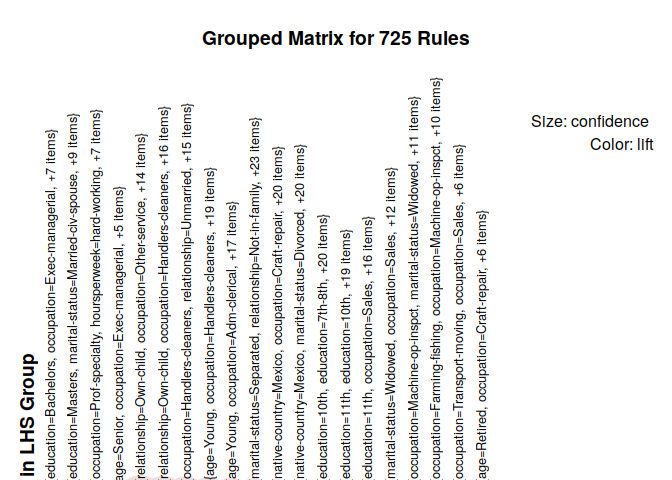 Grouped Matrix for 725 Rules
Size: confidence
Color: lift
in LHS Group
{education=Bachelors, occupation=Exec-managerial, +7 items}
{education=Masters, marital-status=Married-civ-spouse, +9 items}
{occupation=Prof-specialty, hoursperweek=hard-working, +7 items}
{age=Senior, occupation=Exec-managerial, +5 items}
{relationship=Own-child, occupation=Other-service, +14 items}
{relationship=Own-child, occupation=Handlers-cleaners, +16 items}
{occupation=Handlers-cleaners, relationship=Unmarried, +15 items}
{age=Young, occupation=Handlers-cleaners, +19 items}
{age=Young, occupation=Adm-clerical, +17 items}
{marital-status=Separated, relationship=Not-in-family, +23 items}
{native-country=Mexico, occupation=Craft-repair, +20 items}
{native-country=Mexico, marital-status=Divorced, +20 items}
{education=10th, education=7th-8th, +20 items}
{education=11th, education=10th, +19 items}
{education=11th, occupation=Sales, +16 items}
{marital-status=Widowed, occupation=Sales, +12 items}
{occupation=Machine-op-inspct, marital-status=Widowed, +11 items}
{occupation=Farming-fishing, occupation=Machine-op-inspct, +10 items}
{occupation=Transport-moving, occupation=Sales, +6 items}
{age=Retired, occupation=Craft-repair, +6 items}